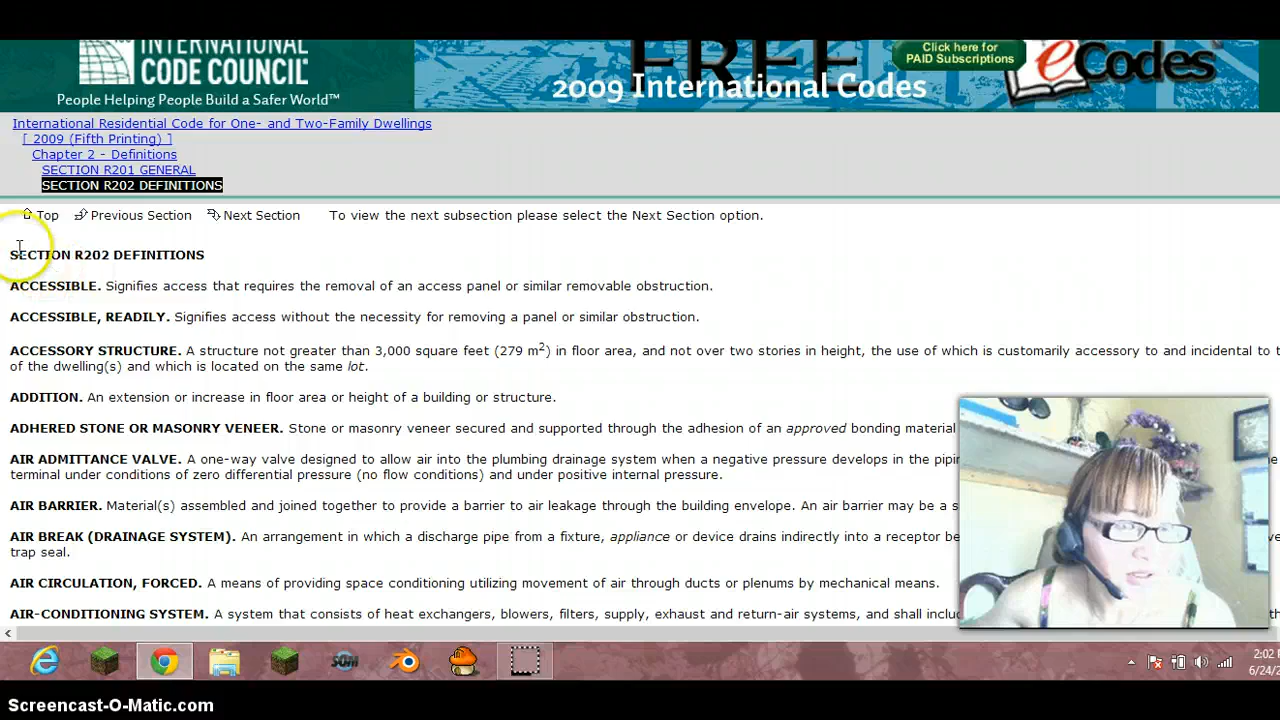 INTERNATIONAL
CODE COUNCIL®
People Helping People Build a Safer World™
FREE
2009 International Codes
Click here for
PAID Subscriptions
eCodes
International Residential Code for One- and Two-Family Dwellings
[ 2009 (Fifth Printing) ]
Chapter 2 - Definitions
SECTION R201 GENERAL
SECTION R202 DEFINITIONS
Top Previous Section Next Section To view the next subsection please select the Next Section option.
SECTION R202 DEFINITIONS
ACCESSIBLE. Signifies access that requires the removal of an access panel or similar removable obstruction.
ACCESSIBLE, READILY. Signifies access without the necessity for removing a panel or similar obstruction.
ACCESSORY STRUCTURE. A structure not greater than 3,000 square feet (279 m2) in floor area, and not over two stories in height, the use of which is customarily accessory to and incidental to t
of the dwelling(s) and which is located on the same lot.
ADDITION. An extension or increase in floor area or height of a building or structure.
ADHERED STONE OR MASONRY VENEER. Stone or masonry veneer secured and supported through the adhesion of an approved bonding material
AIR ADMITTANCE VALVE. A one-way valve designed to allow air into the plumbing drainage system when a negative pressure develops in the pipin
terminal under conditions of zero differential pressure (no flow conditions) and under positive internal pressure.
AIR BARRIER. Material(s) assembled and joined together to provide a barrier to air leakage through the building envelope. An air barrier may be a s
AIR BREAK (DRAINAGE SYSTEM). An arrangement in which a discharge pipe from a fixture, appliance or device drains indirectly into a receptor be
trap seal.
AIR CIRCULATION, FORCED. A means of providing space conditioning utilizing movement of air through ducts or plenums by mechanical means.
AIR-CONDITIONING SYSTEM. A system that consists of heat exchangers, blowers, filters, supply, exhaust and return-air systems, and shall inclu
SOM
2:02
6/24/2
Screencast-O-Matic.com